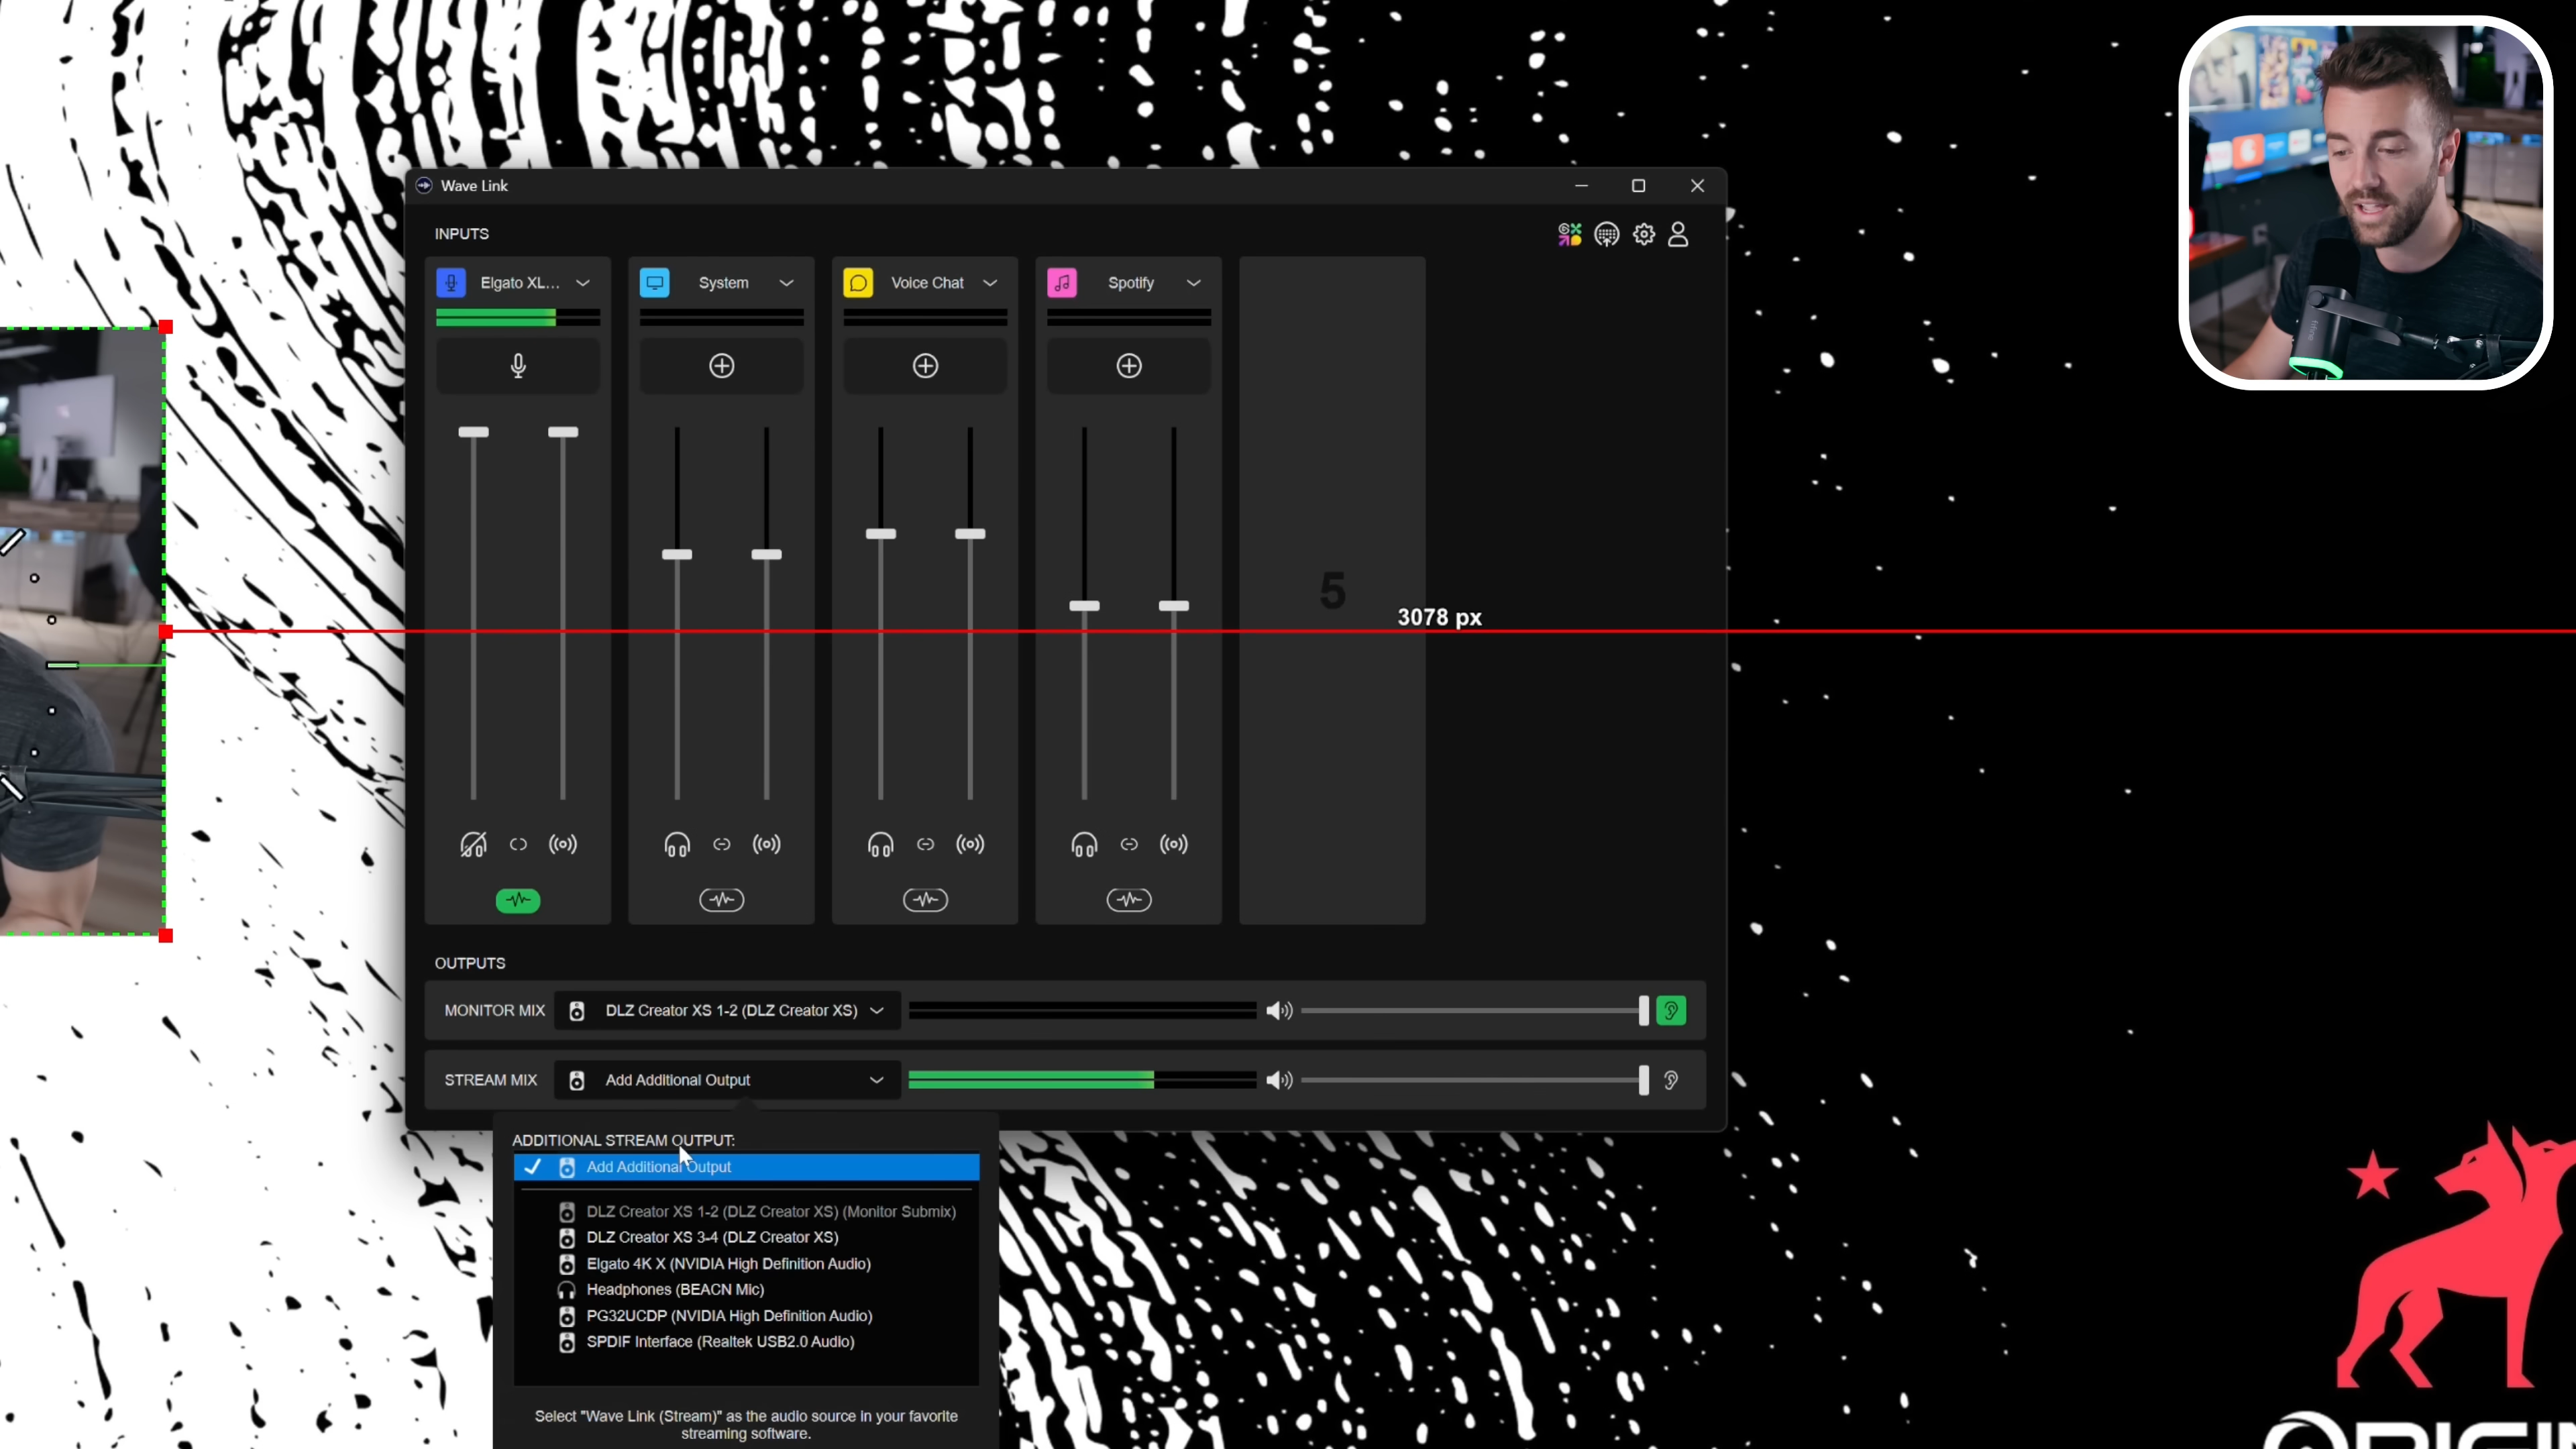 Wave Link
INPUTS
Elgato XL...
System
Voice Chat
Spotify
5
3078 px
OUTPUTS
MONITOR MIX
DLZ Creator XS 1-2 (DLZ Creator XS)
STREAM MIX
Add Additional Output
ADDITIONAL STREAM OUTPUT:
Add Additional Output
DLZ Creator XS 1-2 (DLZ Creator XS) (Monitor Submix)
DLZ Creator XS 3-4 (DLZ Creator XS)
Elgato 4K X (NVIDIA High Definition Audio)
Headphones (BEACN Mic)
PG32UCDP (NVIDIA High Definition Audio)
SPDIF Interface (Realtek USB2.0 Audio)
Select "Wave Link (Stream)" as the audio source in your favorite
streaming software.